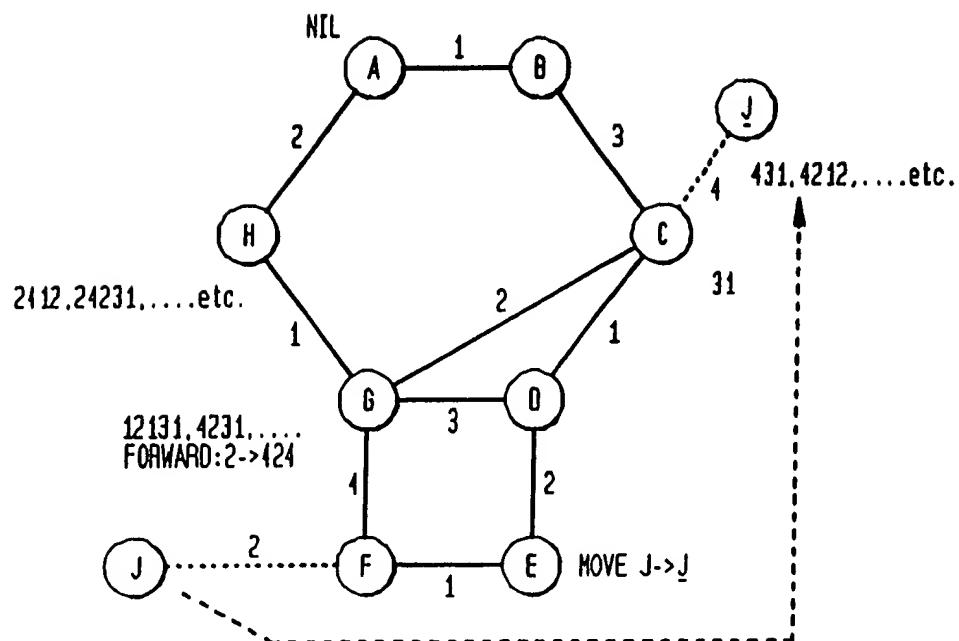 NIL
A 1 B
J
2 3
4 431,4212,....etc.
H C
31
2412,24231,....etc.
2
1 1
G 3 D
12131,4231,.....
FORWARD:2->424
4 2
J 2 F 1 E MOVE J->J